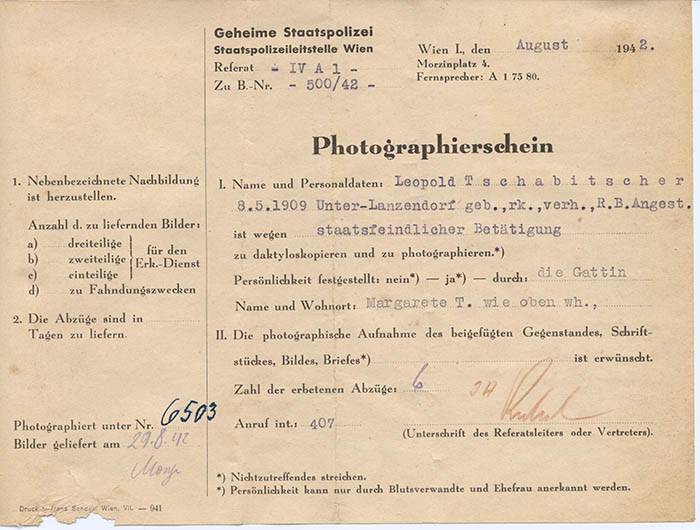 Geheime Staatspolizei
Staatspolizeileitstelle Wien
Referat - IV A 1 -
Zu B.-Nr. - 500/42 -
Wien I., den August 1942.
Morzinplatz 4.
Fernsprecher: A 1 75 80.
Photographierschein
1. Nebenbezeichnete Nachbildung
ist herzustellen.
Anzahl d. zu liefernden Bilder:
a) dreiteilige
b) zweiteilige
c) einteilige
für den
Erk.-Dienst
d) zu Fahndungszwecken
2. Die Abzüge sind in
Tagen zu liefern.
Photographiert unter Nr. 6503
Bilder geliefert am 29.8.42
I. Name und Personaldaten: Leopold Tschabitscher
8.5.1909 Unter-Lanzendorf geb.,rk.,verh.,R.B.Angest.
ist wegen staatsfeindlicher Betätigung
zu daktyloskopieren und zu photographieren.*)
Persönlichkeit festgestellt: nein*) — ja*) — durch: die Gattin
Name und Wohnort: Margarete T. wie oben wh.,
II. Die photographische Aufnahme des beigefügten Gegenstandes, Schrift-
stückes, Bildes, Briefes*) ist erwünscht.
Zahl der erbetenen Abzüge: 6
Anruf int.: 407
(Unterschrift des Referatsleiters oder Vertreters).
*) Nichtzutreffendes streichen.
*) Persönlichkeit kann nur durch Blutsverwandte und Ehefrau anerkannt werden.
Wien, VII. — 941